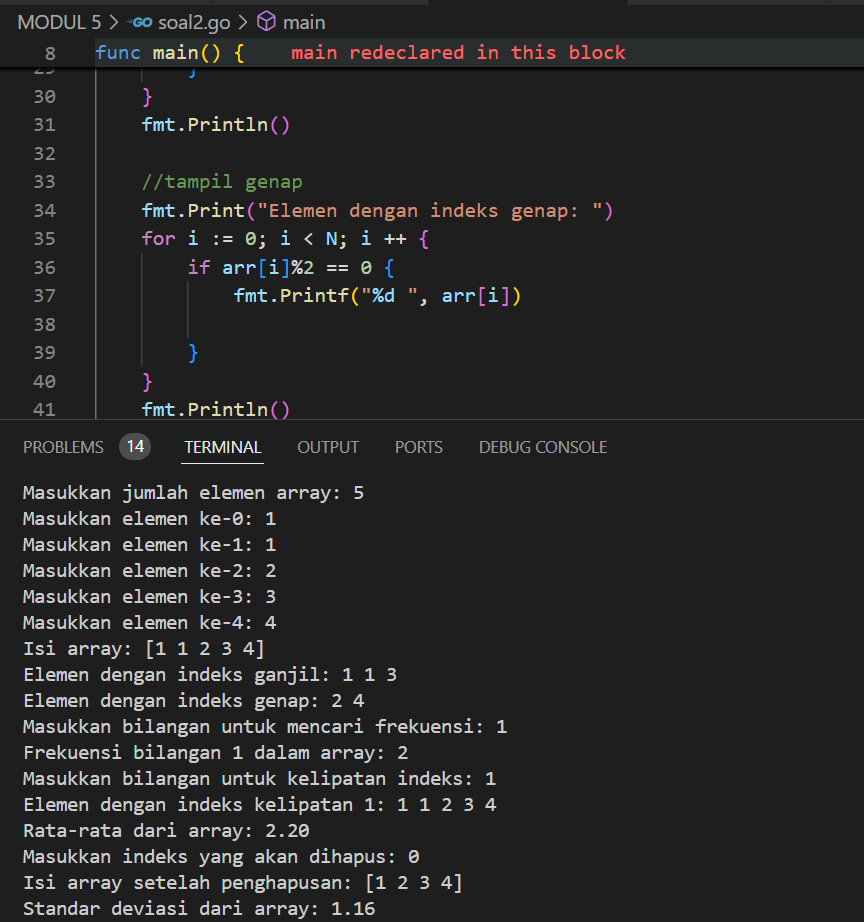 MODUL 5 > GO soal2.go > main
8 func main() { main redeclared in this block
29 }
30 }
31 fmt.Println()
32
33 //tampil genap
34 fmt.Print("Elemen dengan indeks genap: ")
35 for i := 0; i < N; i ++ {
36 if arr[i]%2 == 0 {
37 fmt.Printf("%d ", arr[i])
38
39 }
40 }
41 fmt.Println()
PROBLEMS 14 TERMINAL OUTPUT PORTS DEBUG CONSOLE
Masukkan jumlah elemen array: 5
Masukkan elemen ke-0: 1
Masukkan elemen ke-1: 1
Masukkan elemen ke-2: 2
Masukkan elemen ke-3: 3
Masukkan elemen ke-4: 4
Isi array: [1 1 2 3 4]
Elemen dengan indeks ganjil: 1 1 3
Elemen dengan indeks genap: 2 4
Masukkan bilangan untuk mencari frekuensi: 1
Frekuensi bilangan 1 dalam array: 2
Masukkan bilangan untuk kelipatan indeks: 1
Elemen dengan indeks kelipatan 1: 1 1 2 3 4
Rata-rata dari array: 2.20
Masukkan indeks yang akan dihapus: 0
Isi array setelah penghapusan: [1 2 3 4]
Standar deviasi dari array: 1.16